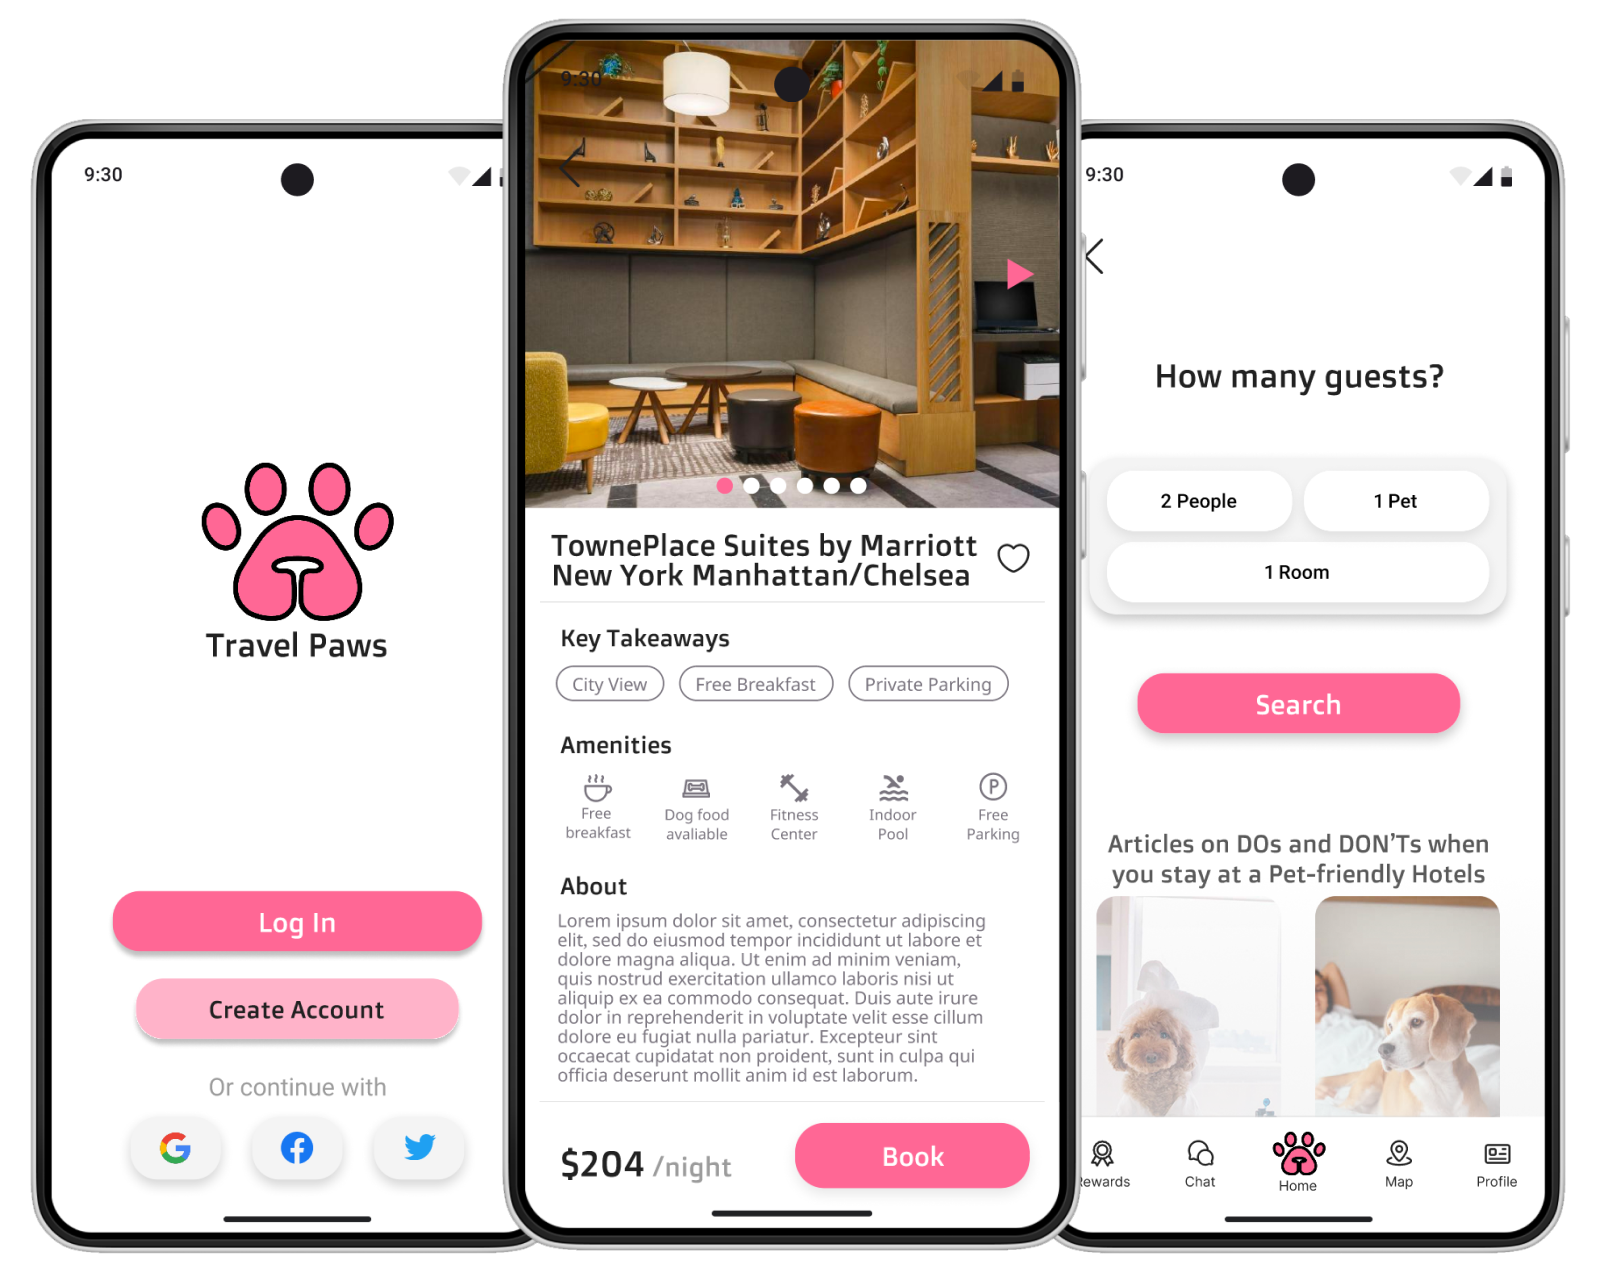 9:30
Travel Paws
Log In
Create Account
Or continue with
9:30
TownePlace Suites by Marriott
New York Manhattan/Chelsea
Key Takeaways
City View
Free Breakfast
Private Parking
Amenities
Free
breakfast
Dog food
avaliable
Fitness
Center
Indoor
Pool
P
Free
Parking
About
Lorem ipsum dolor sit amet, consectetur adipiscing
elit, sed do eiusmod tempor incididunt ut labore et
dolore magna aliqua. Ut enim ad minim veniam,
quis nostrud exercitation ullamco laboris nisi ut
aliquip ex ea commodo consequat. Duis aute irure
dolor in reprehenderit in voluptate velit esse cillum
dolore eu fugiat nulla pariatur. Excepteur sint
occaecat cupidatat non proident, sunt in culpa qui
officia deserunt mollit anim id est laborum.
$204 /night
Book
9:30
How many guests?
2 People
1 Pet
1 Room
Search
Articles on DOs and DON'Ts when
you stay at a Pet-friendly Hotels
ewards
Chat
Home
Map
Profile